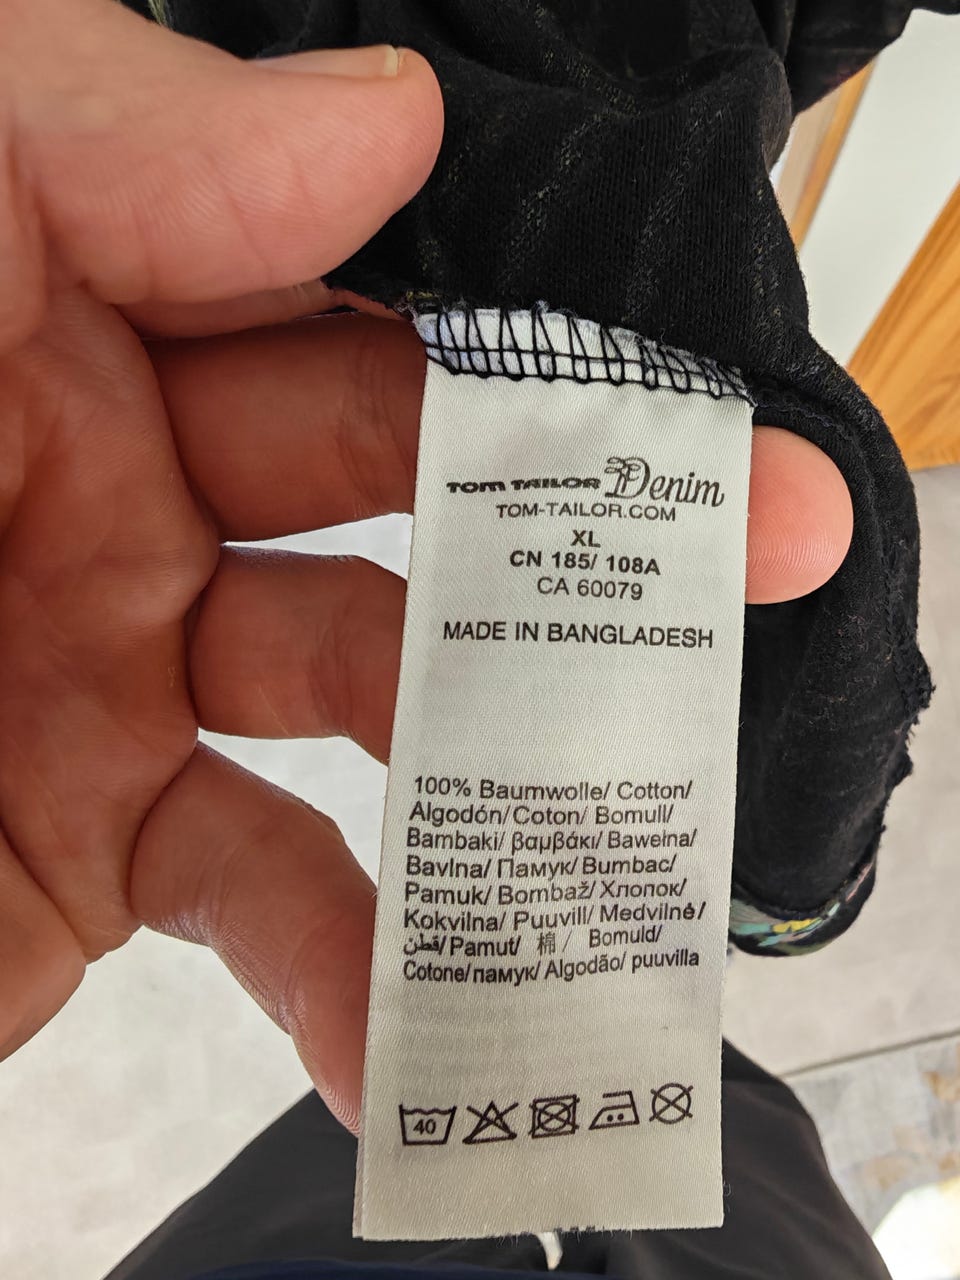 TOM TAILOR Denim
TOM-TAILOR.COM
XL
CN 185/ 108A
CA 60079
MADE IN BANGLADESH
100% Baumwolle/ Cotton/
Algodón/ Coton/ Bomull/
Bambaki/ βαμβάκι/ Bawełna/
Bavlna/ Памук/ Bumbac/
Pamuk/ Bombaž/ Хлопок/
Kokvilna/ Puuvill/ Medvilnė/
قطن/ Pamut/ 棉 / Bomuld/
Cotone/ памук/ Algodão/ puuvilla
40